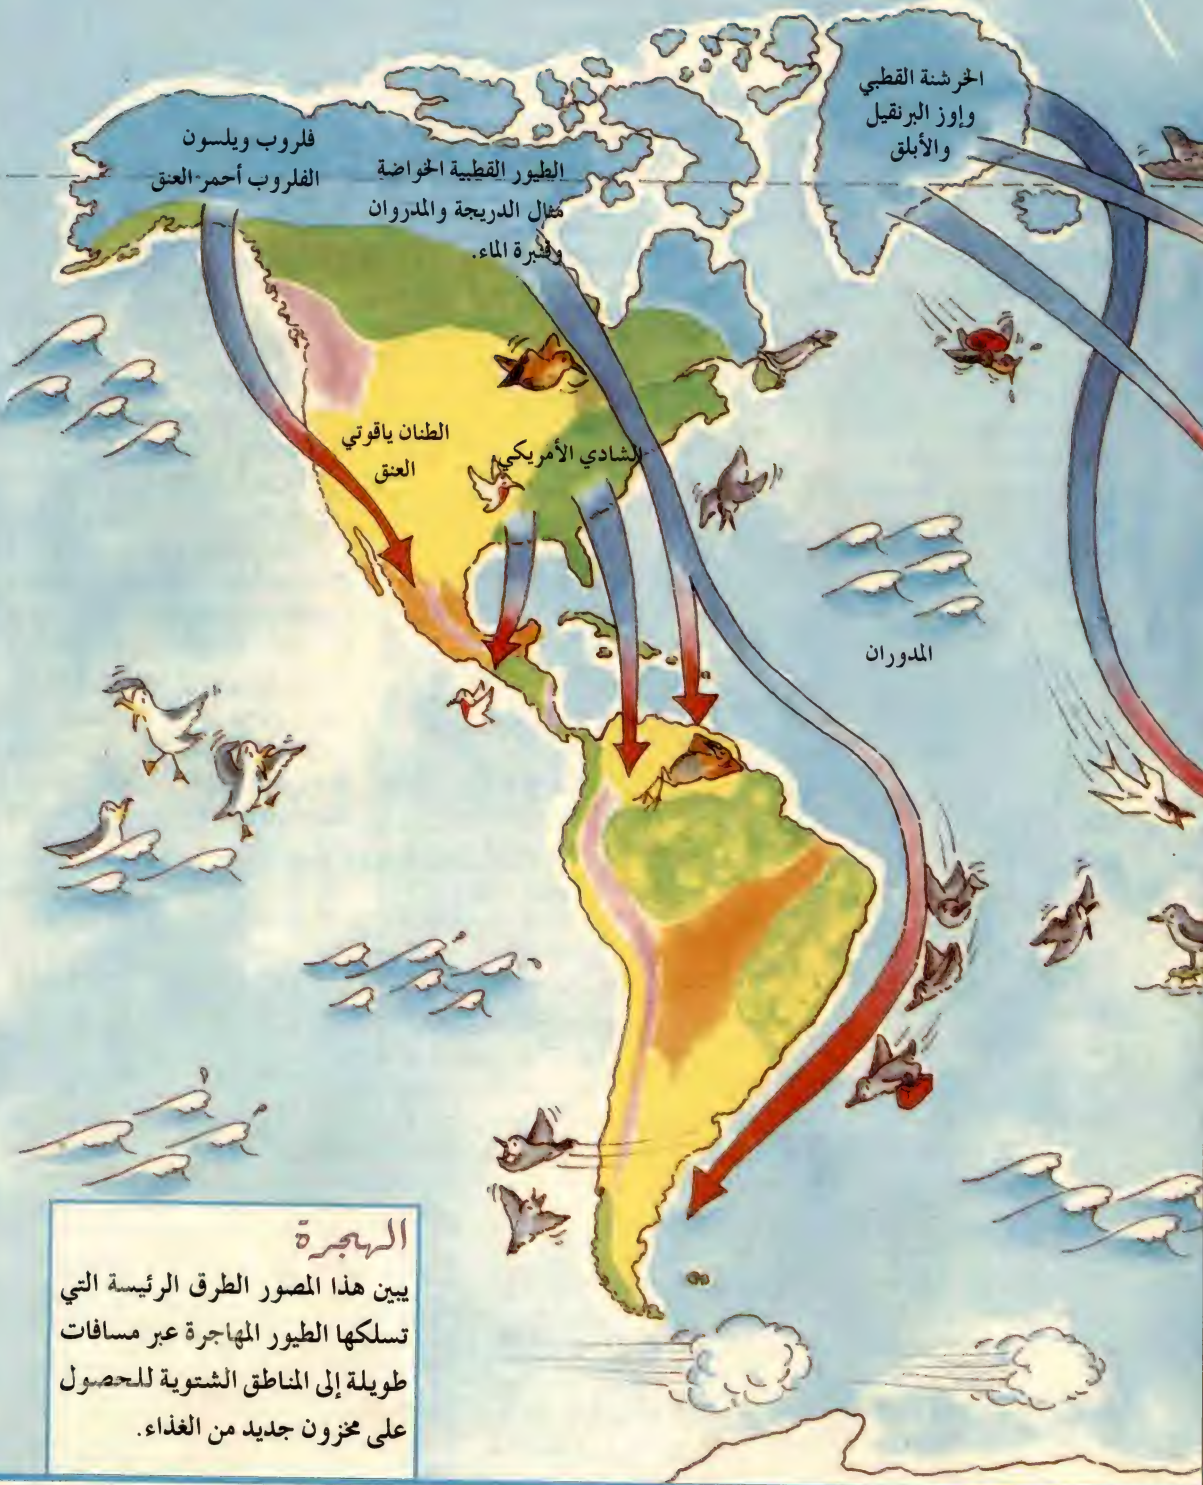 الخرشنة القطبي
وإوز البرنقيل
والأبلق
فلروب ويلسون
الفلروب أحمر العنق
الطيور القطبية الخواضة
مثال الدريجة والمدروان
وقنبرة الماء.
الطنان ياقوتي
العنق
الشادي الأمريكي
المدوران
الهجرة
يبين هذا المصور الطرق الرئيسة التي
تسلكها الطيور المهاجرة عبر مسافات
طويلة إلى المناطق الشتوية للحصول
على مخزون جديد من الغذاء.